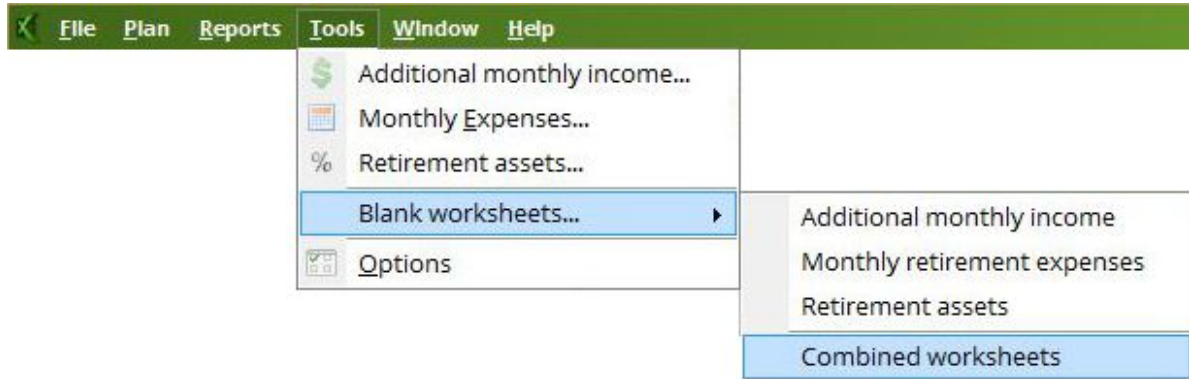 File Plan Reports Tools Window Help
Additional monthly income...
Monthly Expenses...
% Retirement assets...
Blank worksheets...
Options
Additional monthly income
Monthly retirement expenses
Retirement assets
Combined worksheets